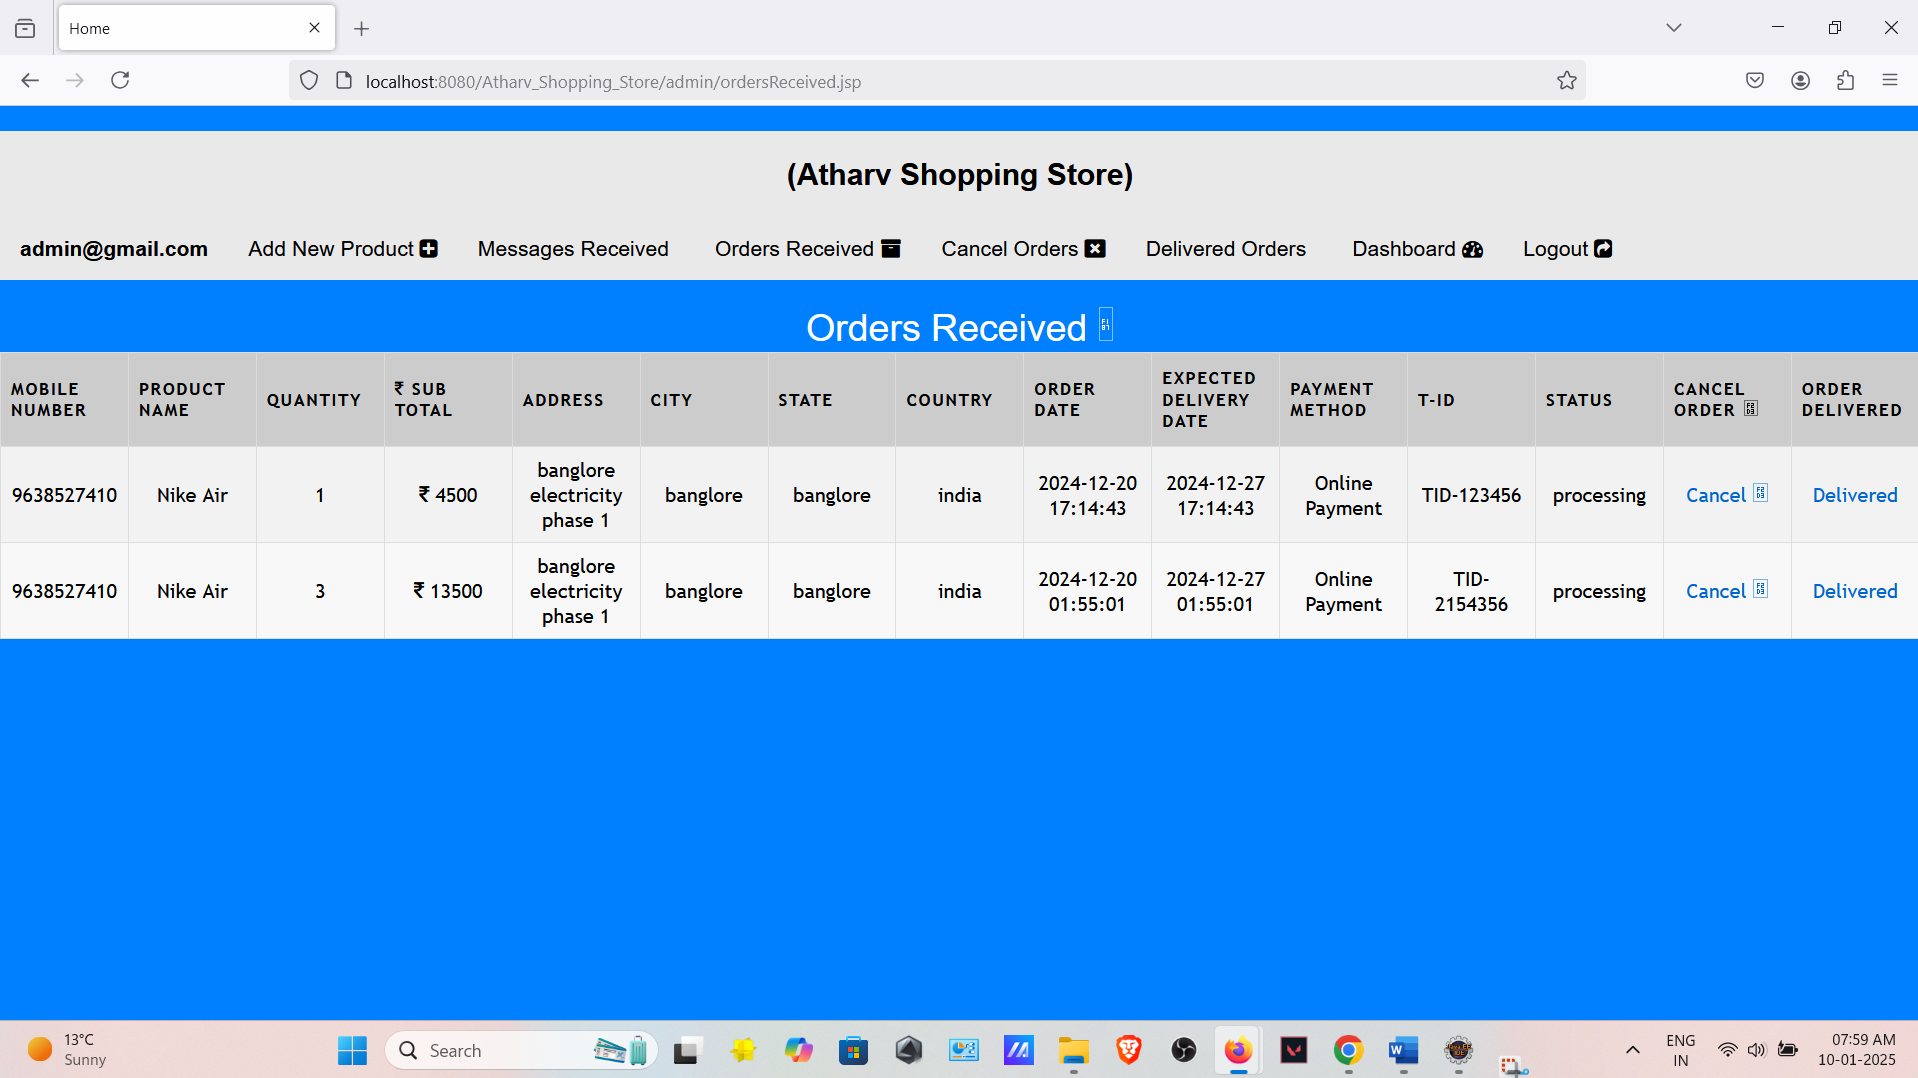 Home
localhost:8080/Atharv_Shopping_Store/admin/ordersReceived.jsp
(Atharv Shopping Store)
admin@gmail.com Add New Product Messages Received Orders Received Cancel Orders Delivered Orders Dashboard Logout
Orders Received
MOBILE NUMBER PRODUCT NAME QUANTITY ₹ SUB TOTAL ADDRESS CITY STATE COUNTRY ORDER DATE EXPECTED DELIVERY DATE PAYMENT METHOD T-ID STATUS CANCEL ORDER ORDER DELIVERED
9638527410 Nike Air 1 ₹ 4500 banglore electricity phase 1 banglore banglore india 2024-12-20 17:14:43 2024-12-27 17:14:43 Online Payment TID-123456 processing Cancel Delivered
9638527410 Nike Air 3 ₹ 13500 banglore electricity phase 1 banglore banglore india 2024-12-20 01:55:01 2024-12-27 01:55:01 Online Payment TID-2154356 processing Cancel Delivered
13°C
Sunny
Search
ENG
IN
07:59 AM
10-01-2025